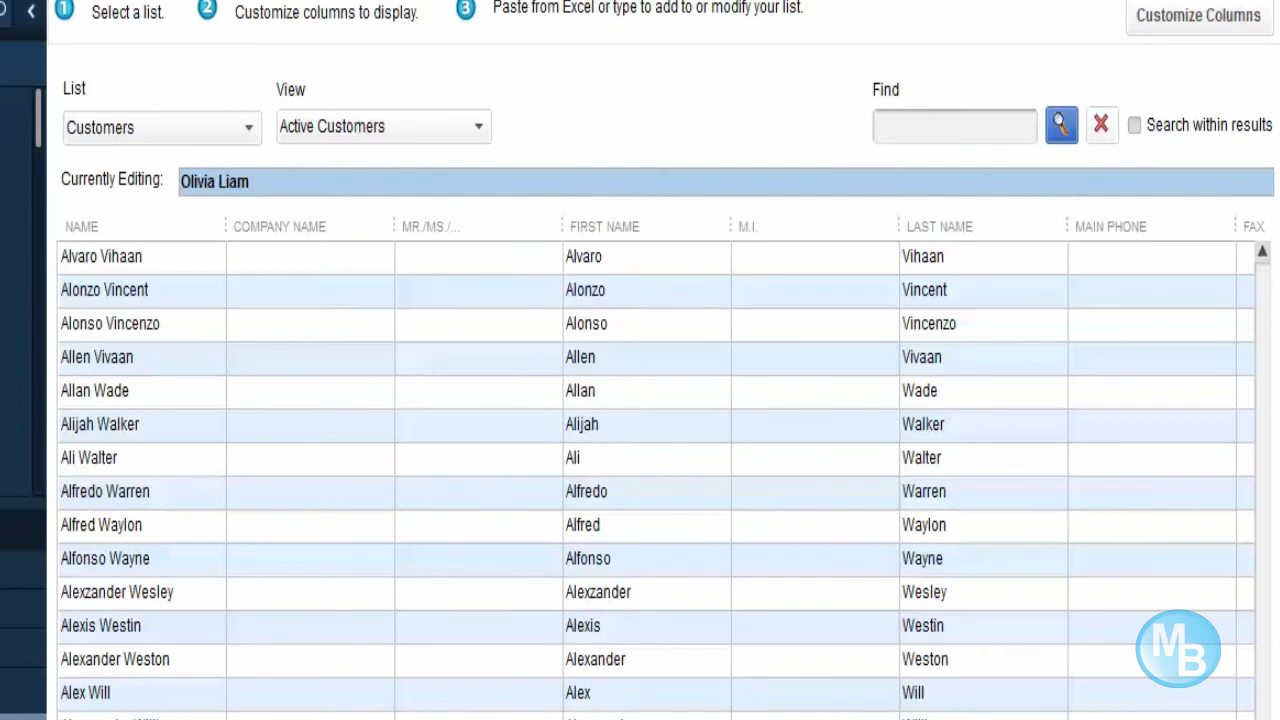 1 Select a list. 2 Customize columns to display. 3 Paste from Excel or type to add to or modify your list. Customize Columns
List View Find
Customers Active Customers Search within results
Currently Editing: Olivia Liam
NAME COMPANY NAME MR./MS./... FIRST NAME M.I. LAST NAME MAIN PHONE FAX
Alvaro Vihaan Alvaro Vihaan
Alonzo Vincent Alonzo Vincent
Alonso Vincenzo Alonso Vincenzo
Allen Vivaan Allen Vivaan
Allan Wade Allan Wade
Alijah Walker Alijah Walker
Ali Walter Ali Walter
Alfredo Warren Alfredo Warren
Alfred Waylon Alfred Waylon
Alfonso Wayne Alfonso Wayne
Alexzander Wesley Alexzander Wesley
Alexis Westin Alexis Westin
Alexander Weston Alexander Weston
Alex Will Alex Will
MB